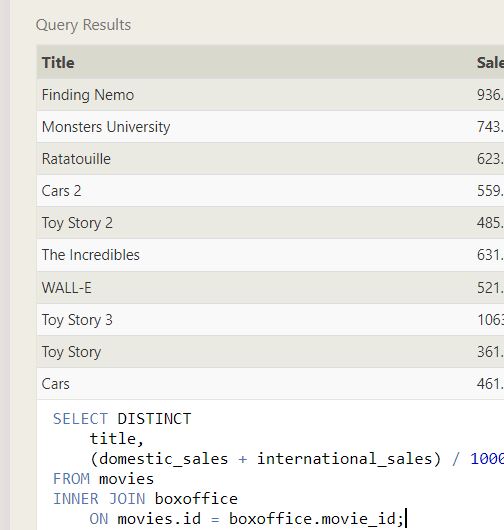 Query Results
Title Sale
Finding Nemo 936.
Monsters University 743.
Ratatouille 623.
Cars 2 559.
Toy Story 2 485.
The Incredibles 631.
WALL-E 521.
Toy Story 3 1063
Toy Story 361.
Cars 461.
SELECT DISTINCT
title,
(domestic_sales + international_sales) / 1000
FROM movies
INNER JOIN boxoffice
ON movies.id = boxoffice.movie_id;